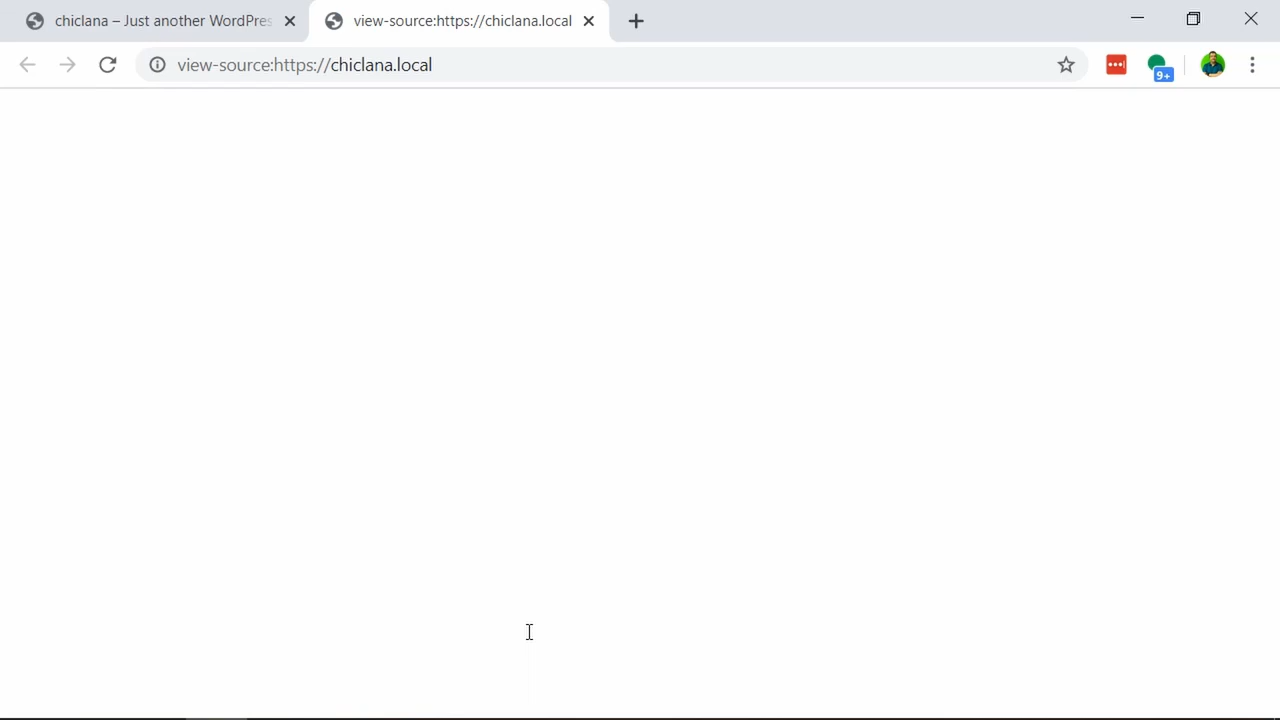 chiclana – Just another WordPres
view-source:https://chiclana.local
view-source:https://chiclana.local
9+